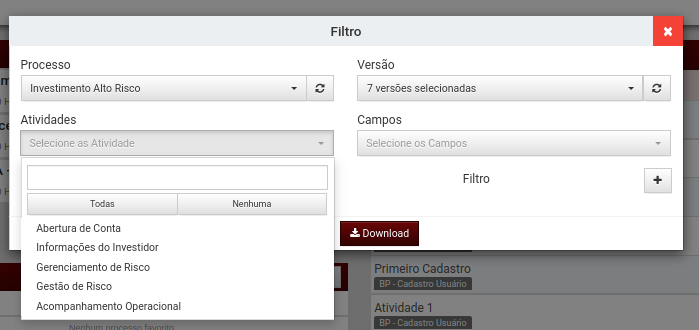 Filtro
Processo
Versão
Investimento Alto Risco
7 versões selecionadas
Atividades
Campos
Selecione as Atividade
Selecione os Campos
Filtro
Todas
Nenhuma
Abertura de Conta
Informações do Investidor
Gerenciamento de Risco
Gestão de Risco
Acompanhamento Operacional
Download
Primeiro Cadastro
BP - Cadastro Usuário
Atividade 1
BP - Cadastro Usuário
Nenhum processo favorito